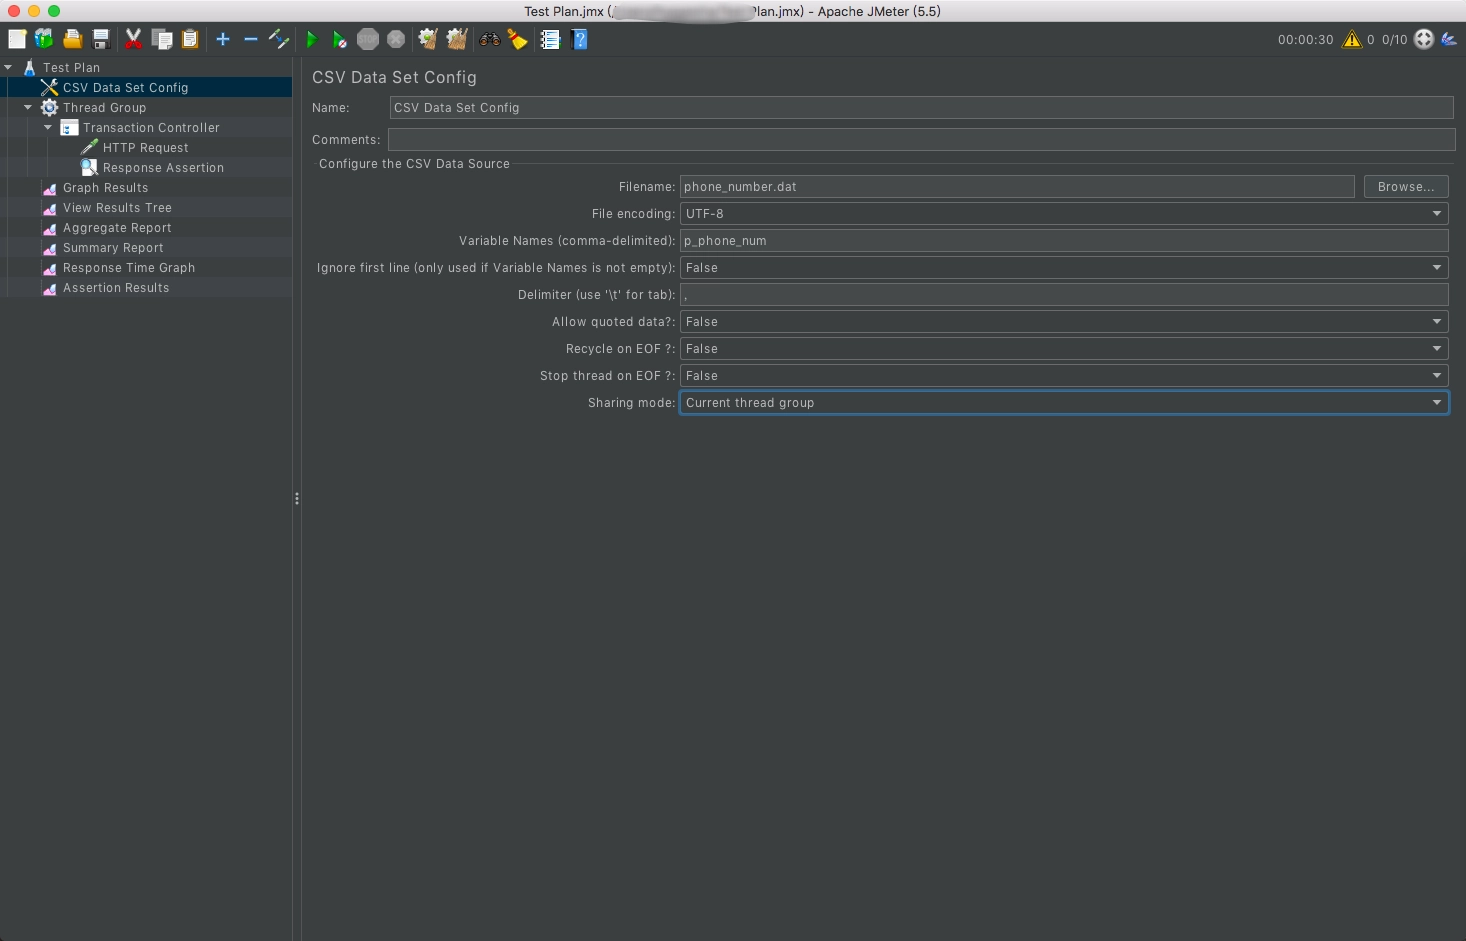 Test Plan.jmx (Plan.jmx) - Apache JMeter (5.5)
STOP
00:00:30 0 0/10
Test Plan
CSV Data Set Config
Thread Group
Transaction Controller
HTTP Request
Response Assertion
Graph Results
View Results Tree
Aggregate Report
Summary Report
Response Time Graph
Assertion Results
CSV Data Set Config
Name: CSV Data Set Config
Comments:
Configure the CSV Data Source
Filename: phone_number.dat Browse...
File encoding: UTF-8
Variable Names (comma-delimited): p_phone_num
Ignore first line (only used if Variable Names is not empty): False
Delimiter (use '\t' for tab): ,
Allow quoted data?: False
Recycle on EOF ?: False
Stop thread on EOF ?: False
Sharing mode: Current thread group